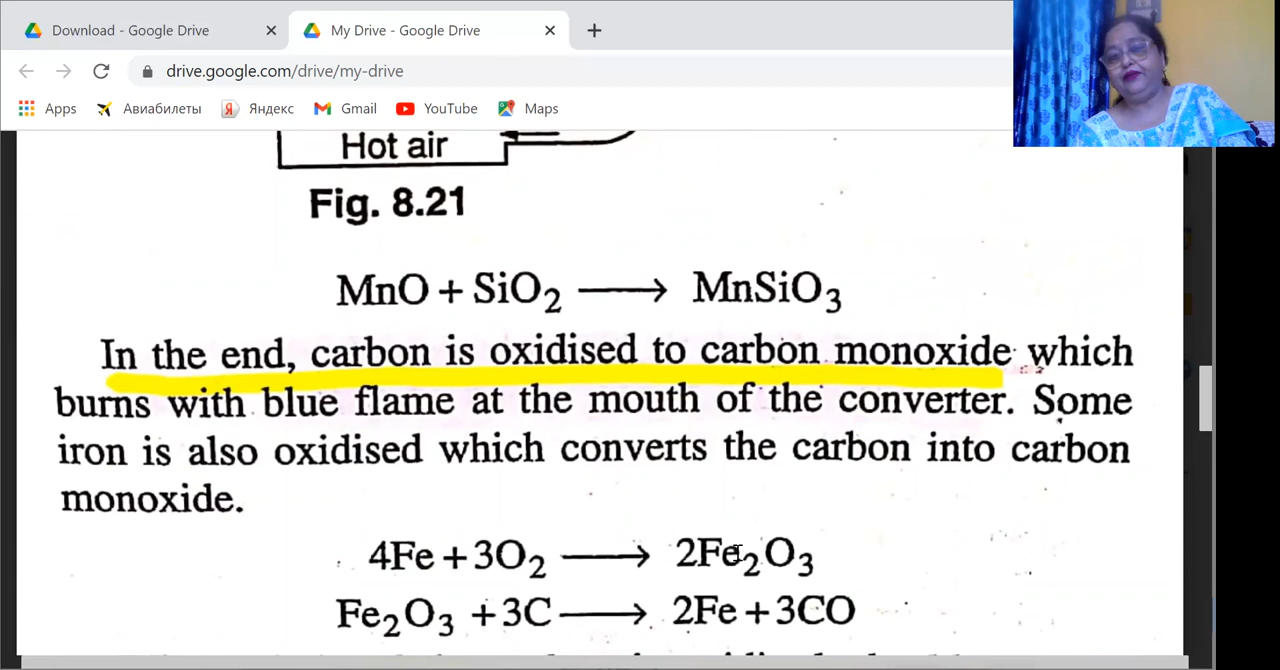 Download - Google Drive
My Drive - Google Drive
drive.google.com/drive/my-drive
Apps Авиабилеты Яндекс Gmail YouTube Maps
Hot air
Fig. 8.21
MnO + SiO₂ ⟶ MnSiO₃
In the end, carbon is oxidised to carbon monoxide which
burns with blue flame at the mouth of the converter. Some
iron is also oxidised which converts the carbon into carbon
monoxide.
4Fe + 3O₂ ⟶ 2Fe₂O₃
Fe₂O₃ + 3C ⟶ 2Fe + 3CO